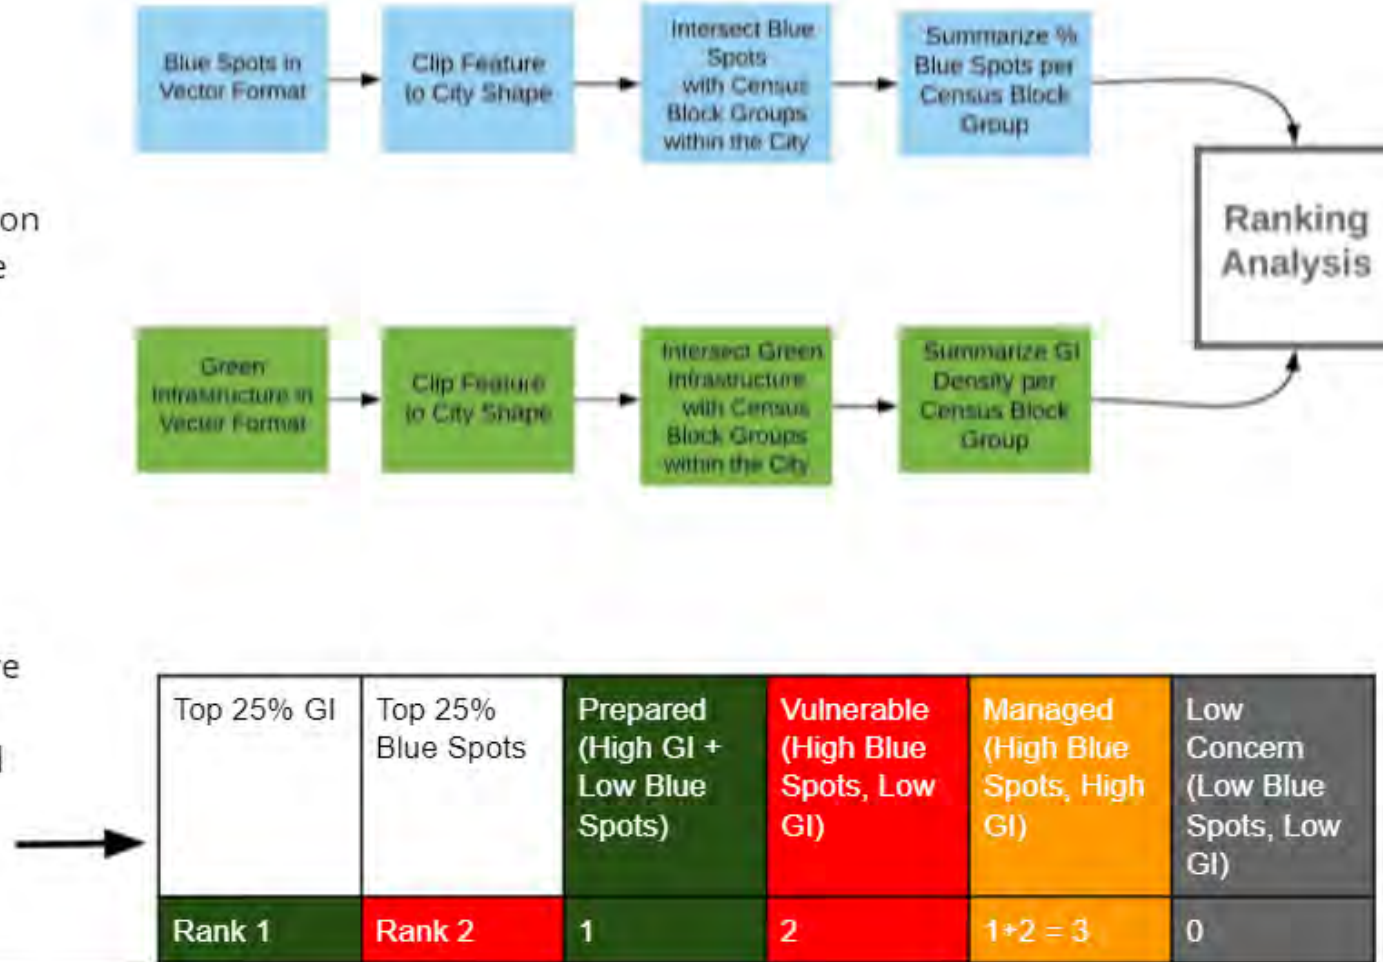 Blue Spots in
Vector Format
Clip Feature
to City Shape
Intersect Blue
Spots
with Census
Block Groups
within the City
Summarize %
Blue Spots per
Census Block
Group
Ranking
Analysis
on
e
Green
Infrastructure in
Vector Format
Clip Feature
to City Shape
Intersect Green
Infrastructure
with Census
Block Groups
within the City
Summarize GI
Density per
Census Block
Group
re
Top 25% GI
Top 25%
Blue Spots
Prepared
(High GI +
Low Blue
Spots)
Vulnerable
(High Blue
Spots, Low
GI)
Managed
(High Blue
Spots, High
GI)
Low
Concern
(Low Blue
Spots, Low
GI)
Rank 1
Rank 2
1
2
1+2 = 3
0